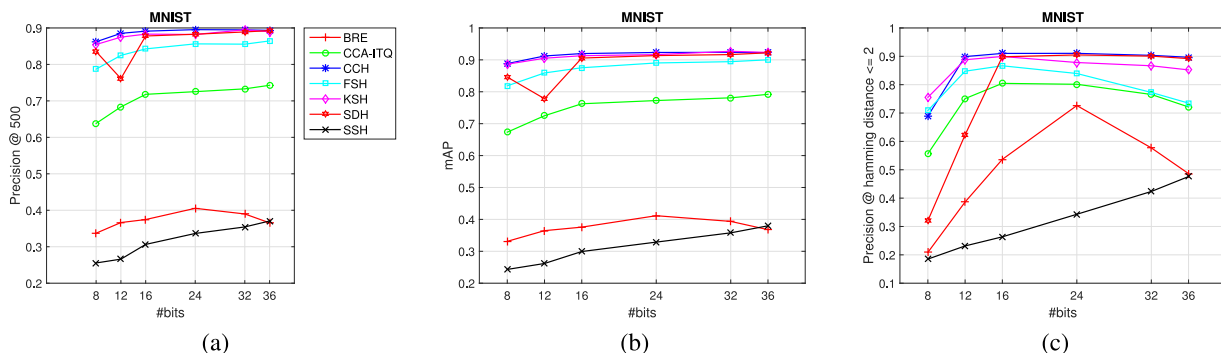 MNIST
Precision @ 500
0.9
0.8
0.7
0.6
0.5
0.4
0.3
0.2
8 12 16 24 32 36
#bits
(a)
BRE
CCA-ITQ
CCH
FSH
KSH
SDH
SSH
MNIST
mAP
1
0.9
0.8
0.7
0.6
0.5
0.4
0.3
0.2
8 12 16 24 32 36
#bits
(b)
MNIST
Precision @ hamming distance <= 2
1
0.9
0.8
0.7
0.6
0.5
0.4
0.3
0.2
0.1
8 12 16 24 32 36
#bits
(c)